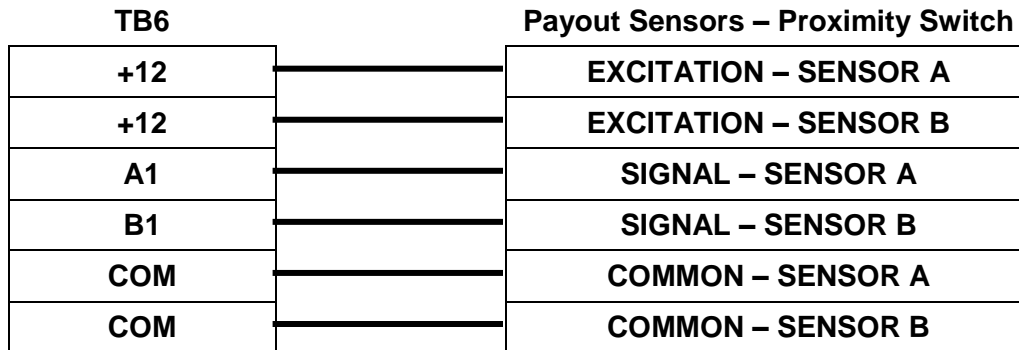 TB6 Payout Sensors – Proximity Switch
+12 EXCITATION – SENSOR A
+12 EXCITATION – SENSOR B
A1 SIGNAL – SENSOR A
B1 SIGNAL – SENSOR B
COM COMMON – SENSOR A
COM COMMON – SENSOR B